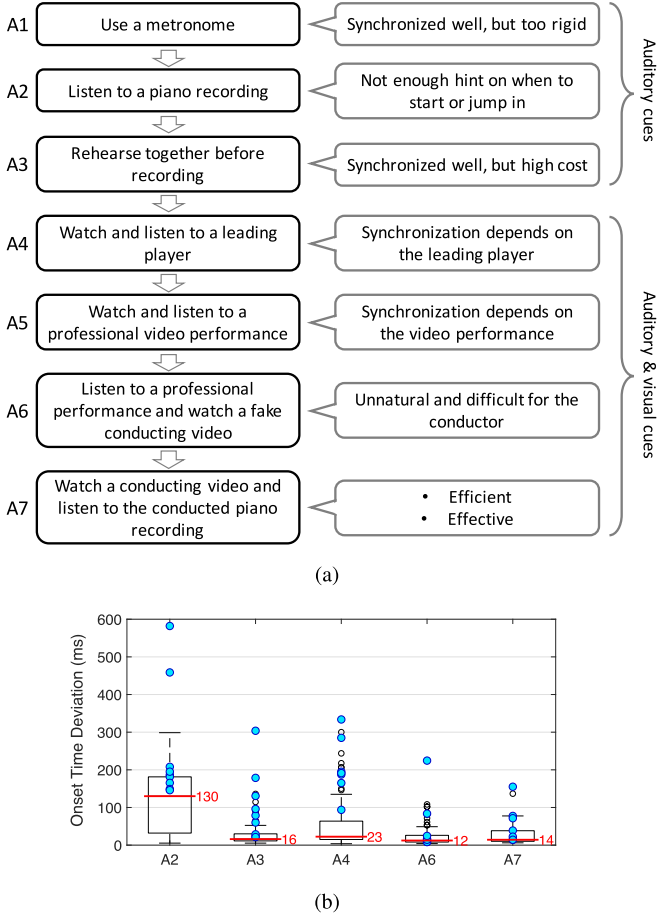 A1
Use a metronome
Synchronized well, but too rigid
A2
Listen to a piano recording
Not enough hint on when to
start or jump in
A3
Rehearse together before
recording
Synchronized well, but high cost
Auditory cues
A4
Watch and listen to a leading
player
Synchronization depends on
the leading player
A5
Watch and listen to a
professional video performance
Synchronization depends on
the video performance
A6
Listen to a professional
performance and watch a fake
conducting video
Unnatural and difficult for the
conductor
A7
Watch a conducting video and
listen to the conducted piano
recording
• Efficient
• Effective
Auditory & visual cues
(a)
Onset Time Deviation (ms)
600
500
400
300
200
100
0
130
16
23
12
14
A2 A3 A4 A6 A7
(b)